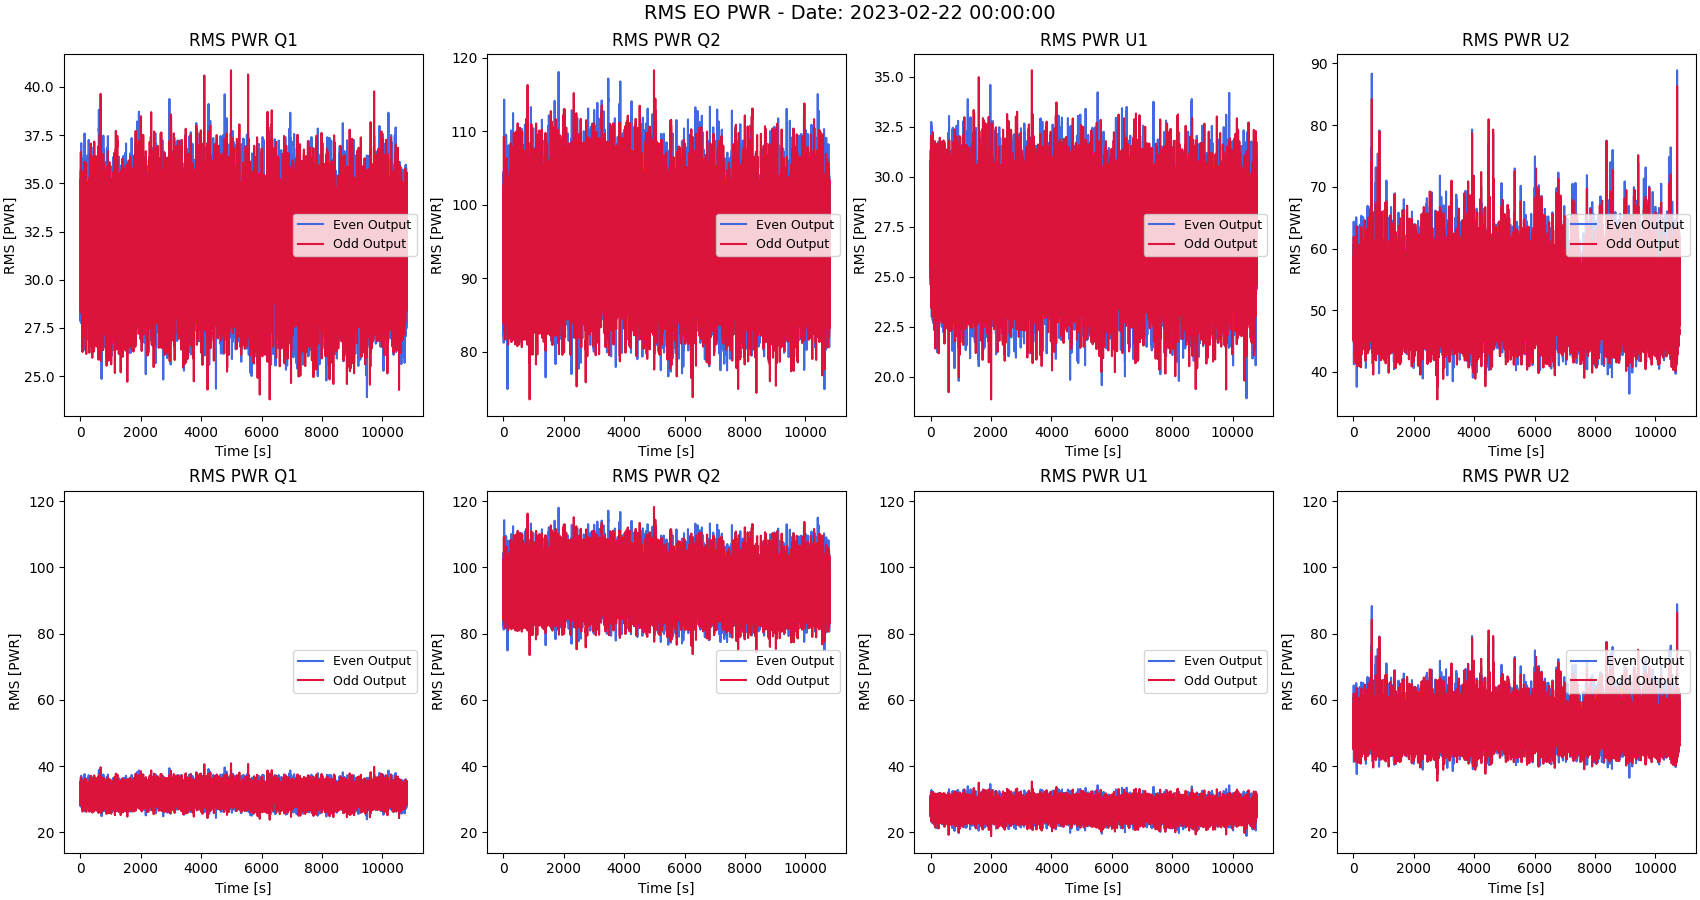 RMS EO PWR - Date: 2023-02-22 00:00:00
RMS PWR Q1
RMS [PWR]
40.0
37.5
35.0
32.5
30.0
27.5
25.0
0 2000 4000 6000 8000 10000
Time [s]
Even Output
Odd Output
RMS PWR Q2
RMS [PWR]
120
110
100
90
80
0 2000 4000 6000 8000 10000
Time [s]
Even Output
Odd Output
RMS PWR U1
RMS [PWR]
35.0
32.5
30.0
27.5
25.0
22.5
20.0
0 2000 4000 6000 8000 10000
Time [s]
Even Output
Odd Output
RMS PWR U2
RMS [PWR]
90
80
70
60
50
40
0 2000 4000 6000 8000 10000
Time [s]
Even Output
Odd Output
RMS PWR Q1
RMS [PWR]
120
100
80
60
40
20
0 2000 4000 6000 8000 10000
Time [s]
Even Output
Odd Output
RMS PWR Q2
RMS [PWR]
120
100
80
60
40
20
0 2000 4000 6000 8000 10000
Time [s]
Even Output
Odd Output
RMS PWR U1
RMS [PWR]
120
100
80
60
40
20
0 2000 4000 6000 8000 10000
Time [s]
Even Output
Odd Output
RMS PWR U2
RMS [PWR]
120
100
80
60
40
20
0 2000 4000 6000 8000 10000
Time [s]
Even Output
Odd Output